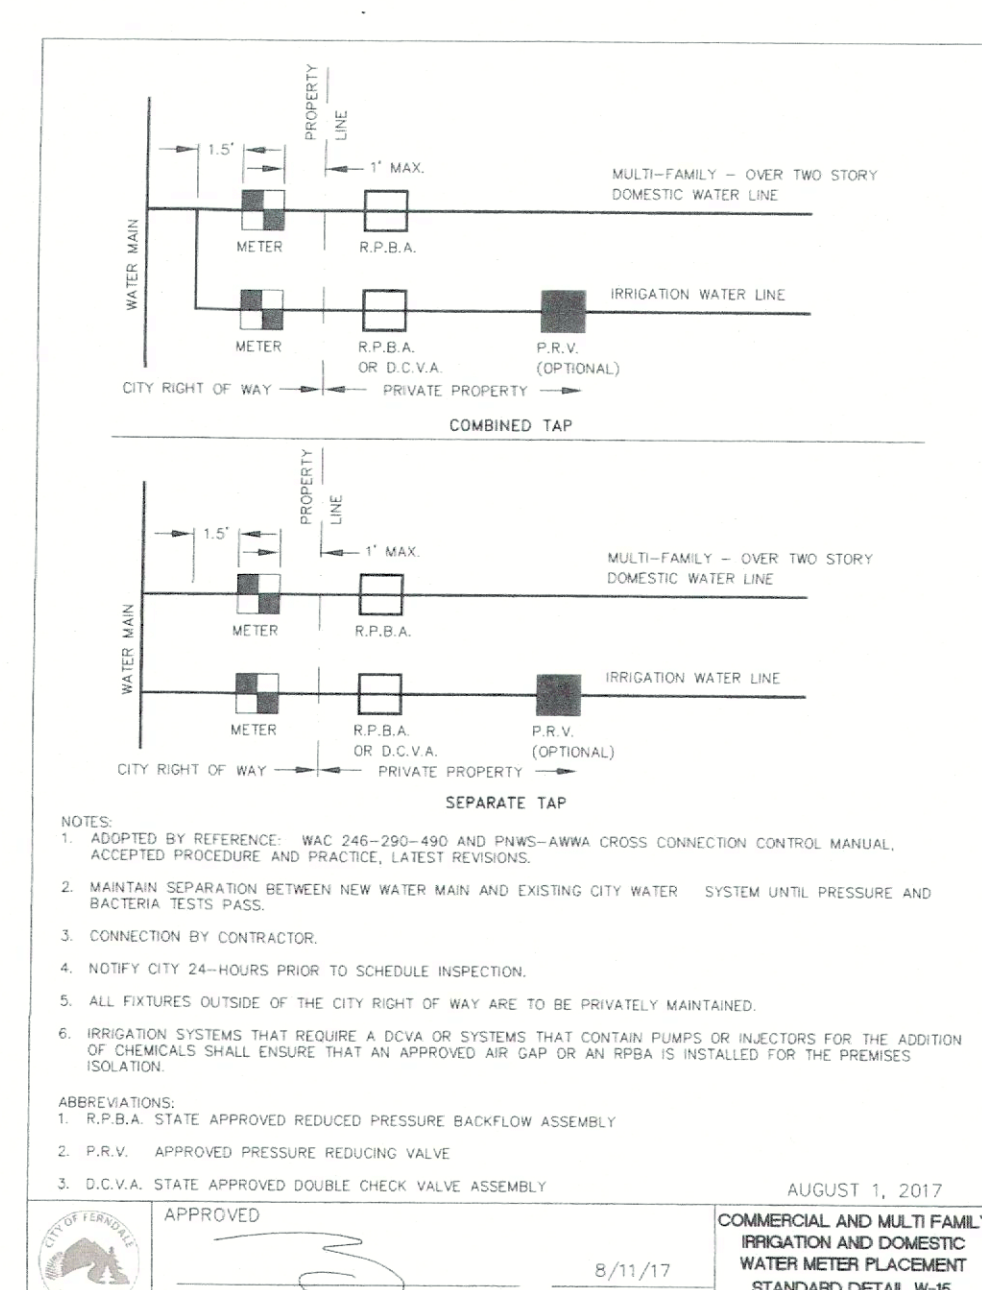 PROPERTY
LINE
1.5'
1' MAX.
MULTI-FAMILY - OVER TWO STORY
DOMESTIC WATER LINE
WATER MAIN
METER
R.P.B.A.
IRRIGATION WATER LINE
METER
R.P.B.A.
OR D.C.V.A.
P.R.V.
(OPTIONAL)
CITY RIGHT OF WAY
PRIVATE PROPERTY
COMBINED TAP
PROPERTY
LINE
1.5'
1' MAX.
MULTI-FAMILY - OVER TWO STORY
DOMESTIC WATER LINE
WATER MAIN
METER
R.P.B.A.
IRRIGATION WATER LINE
METER
R.P.B.A.
OR D.C.V.A.
P.R.V.
(OPTIONAL)
CITY RIGHT OF WAY
PRIVATE PROPERTY
SEPARATE TAP
NOTES:
1. ADOPTED BY REFERENCE: WAC 246-290-490 AND PNWS-AWWA CROSS CONNECTION CONTROL MANUAL,
ACCEPTED PROCEDURE AND PRACTICE, LATEST REVISIONS.
2. MAINTAIN SEPARATION BETWEEN NEW WATER MAIN AND EXISTING CITY WATER SYSTEM UNTIL PRESSURE AND
BACTERIA TESTS PASS.
3. CONNECTION BY CONTRACTOR.
4. NOTIFY CITY 24-HOURS PRIOR TO SCHEDULE INSPECTION.
5. ALL FIXTURES OUTSIDE OF THE CITY RIGHT OF WAY ARE TO BE PRIVATELY MAINTAINED.
6. IRRIGATION SYSTEMS THAT REQUIRE A DCVA OR SYSTEMS THAT CONTAIN PUMPS OR INJECTORS FOR THE ADDITION
OF CHEMICALS SHALL ENSURE THAT AN APPROVED AIR GAP OR AN RPBA IS INSTALLED FOR THE PREMISES
ISOLATION.
ABBREVIATIONS:
1. R.P.B.A. STATE APPROVED REDUCED PRESSURE BACKFLOW ASSEMBLY
2. P.R.V. APPROVED PRESSURE REDUCING VALVE
3. D.C.V.A. STATE APPROVED DOUBLE CHECK VALVE ASSEMBLY
AUGUST 1, 2017
CITY OF FERNDALE
APPROVED
8/11/17
COMMERCIAL AND MULTI FAMILY
IRRIGATION AND DOMESTIC
WATER METER PLACEMENT
STANDARD DETAIL W-15